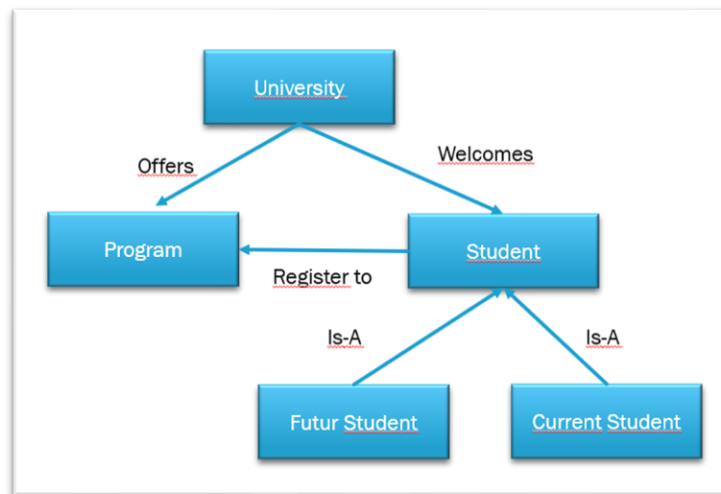 University
Offers
Welcomes
Program
Student
Register to
Is-A
Is-A
Futur Student
Current Student